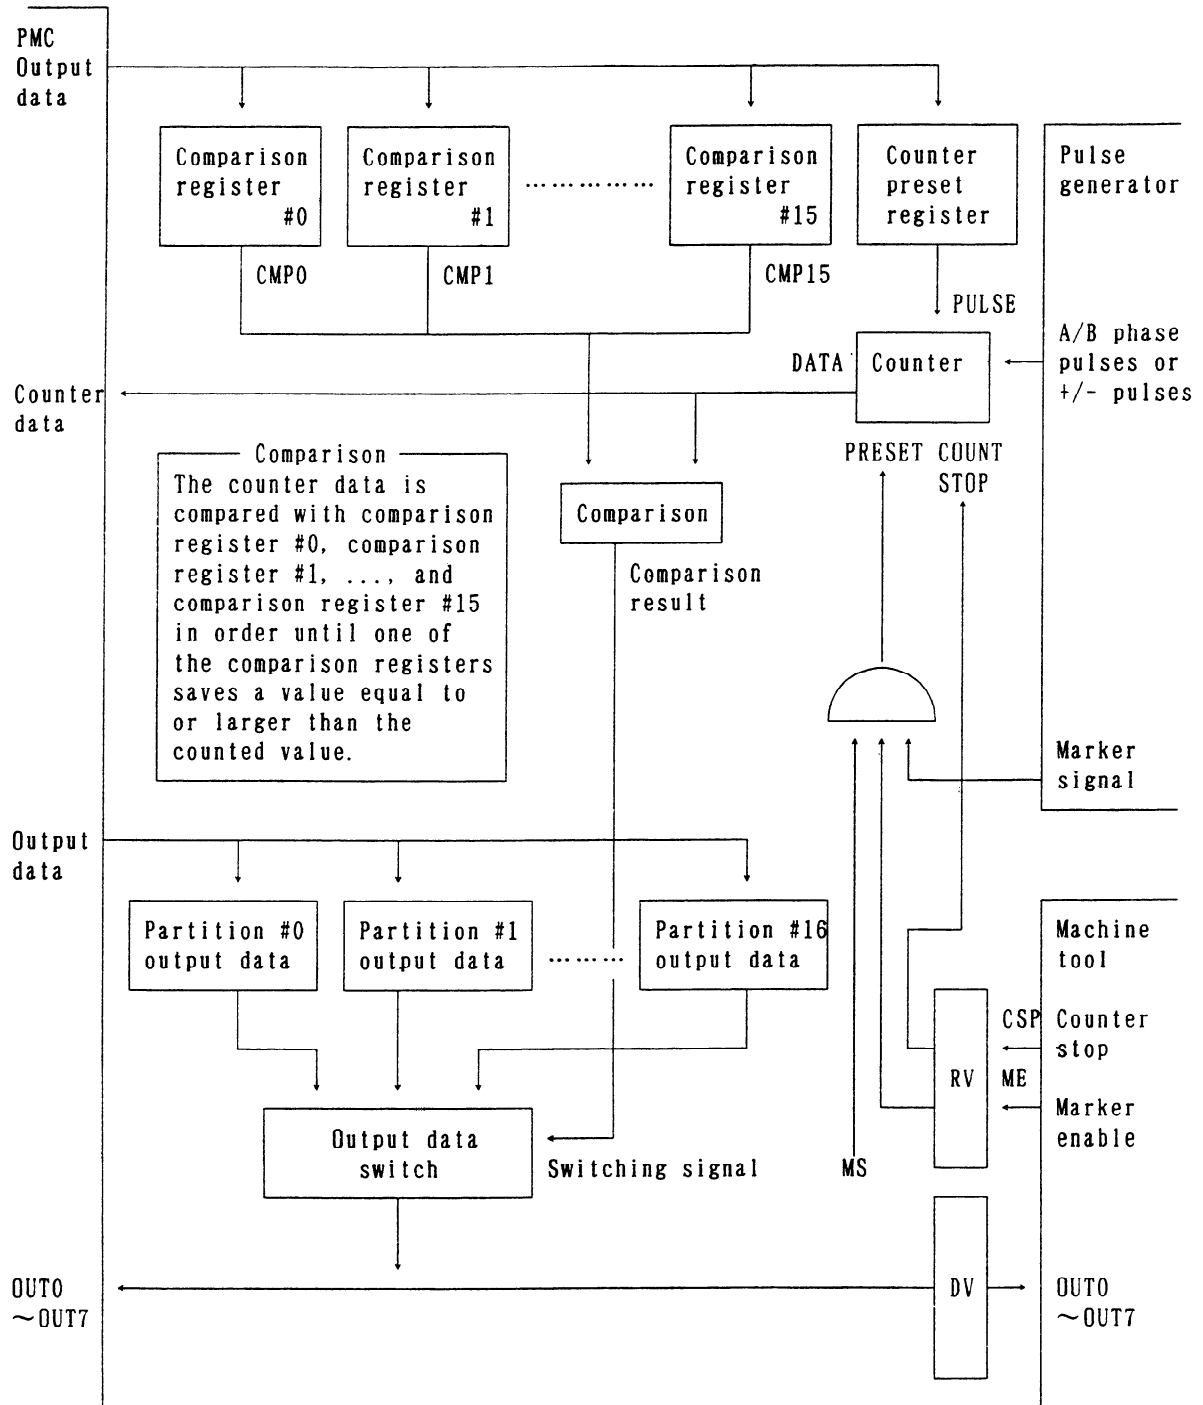 PMC
Output
data
Comparison
register
#0
Comparison
register
#1
Comparison
register
#15
Counter
preset
register
Pulse
generator
CMP0
CMP1
CMP15
PULSE
A/B phase
pulses or
+/- pulses
DATA
Counter
Counter
data
PRESET COUNT
STOP
Comparison
The counter data is
compared with comparison
register #0, comparison
register #1, ..., and
comparison register #15
in order until one of
the comparison registers
saves a value equal to
or larger than the
counted value.
Comparison
Comparison
result
Marker
signal
Output
data
Partition #0
output data
Partition #1
output data
Partition #16
output data
Machine
tool
CSP
Counter
stop
RV
ME
Marker
enable
Output data
switch
Switching signal
MS
OUT0
~OUT7
DV
OUT0
~OUT7